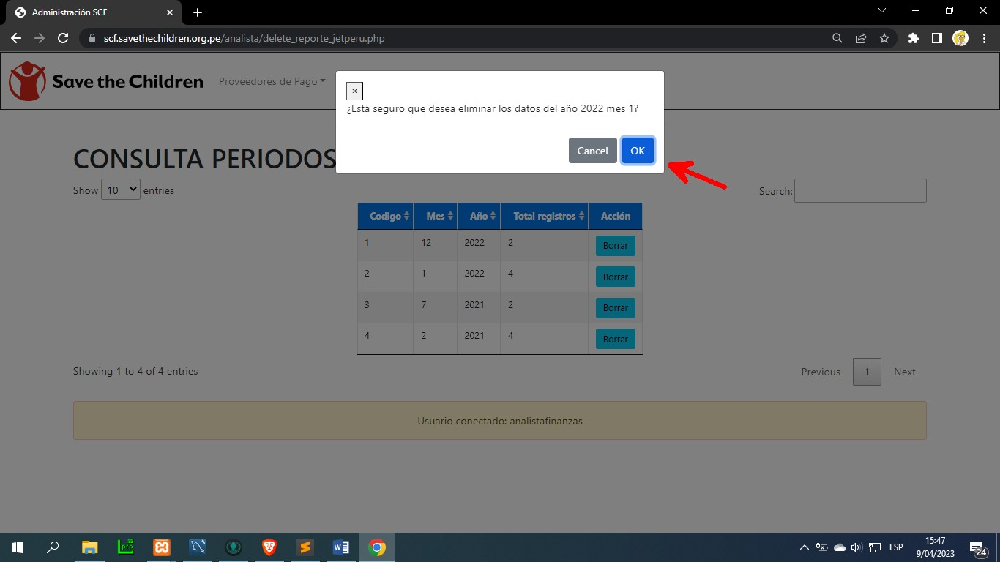 Administración SCF
scf.savethechildren.org.pe/analista/delete_reporte_jetperu.php
Save the Children
Proveedores de Pago
×
¿Está seguro que desea eliminar los datos del año 2022 mes 1?
Cancel OK
CONSULTA PERIODOS
Show 10 entries
Search:
Codigo Mes Año Total registros Acción
1 12 2022 2 Borrar
2 1 2022 4 Borrar
3 7 2021 2 Borrar
4 2 2021 4 Borrar
Showing 1 to 4 of 4 entries
Previous 1 Next
Usuario conectado: analistafinanzas
ESP
15:47
9/04/2023
24